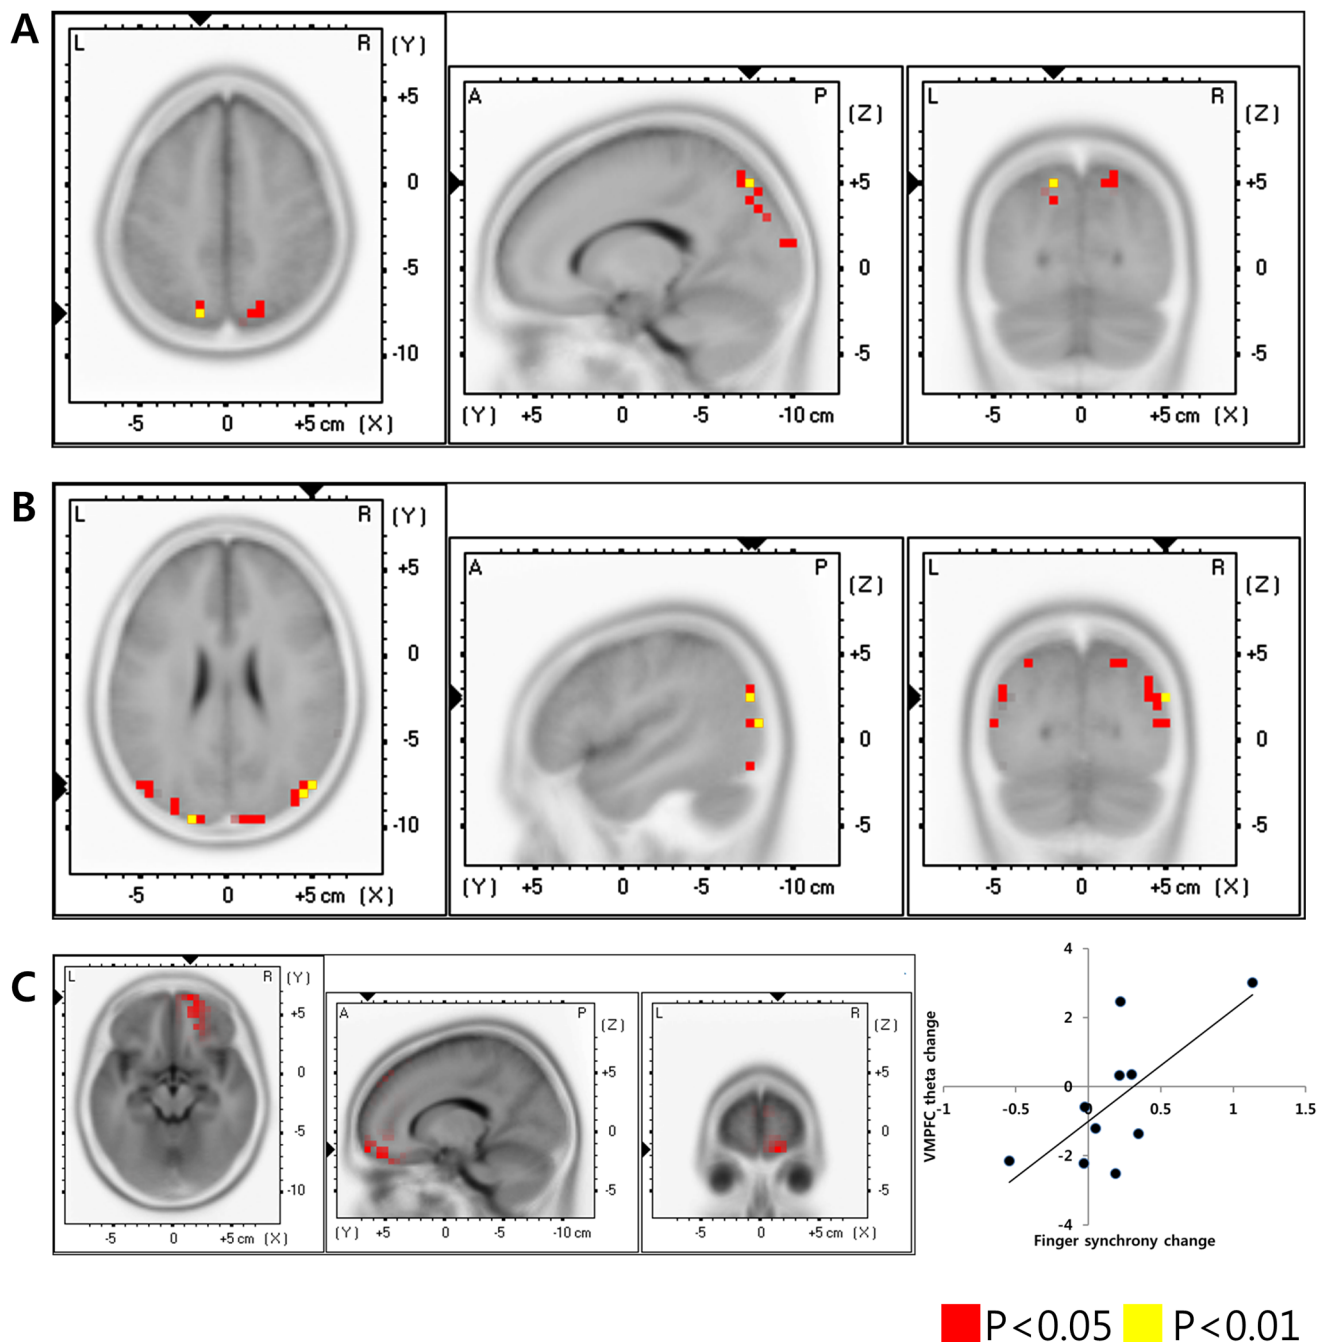 A
L R (Y)
+5
0
-5
-10
-5 0 +5 cm (X)
A P (Z)
+5
0
-5
(Y) +5 0 -5 -10 cm
L R (Z)
+5
0
-5
-5 0 +5 cm (X)
B
L R (Y)
+5
0
-5
-10
-5 0 +5 cm (X)
A P (Z)
+5
0
-5
(Y) +5 0 -5 -10 cm
L R (Z)
+5
0
-5
-5 0 +5 cm (X)
C
L R (Y)
+5
0
-5
-10
-5 0 +5 cm (X)
A P (Z)
+5
0
-5
(Y) +5 0 -5 -10 cm
L R (Z)
+5
0
-5
-5 0 +5 cm (X)
VMPFC theta change
4
2
0
-2
-4
-1 -0.5 0.5 1 1.5
Finger synchrony change
P<0.05 P<0.01